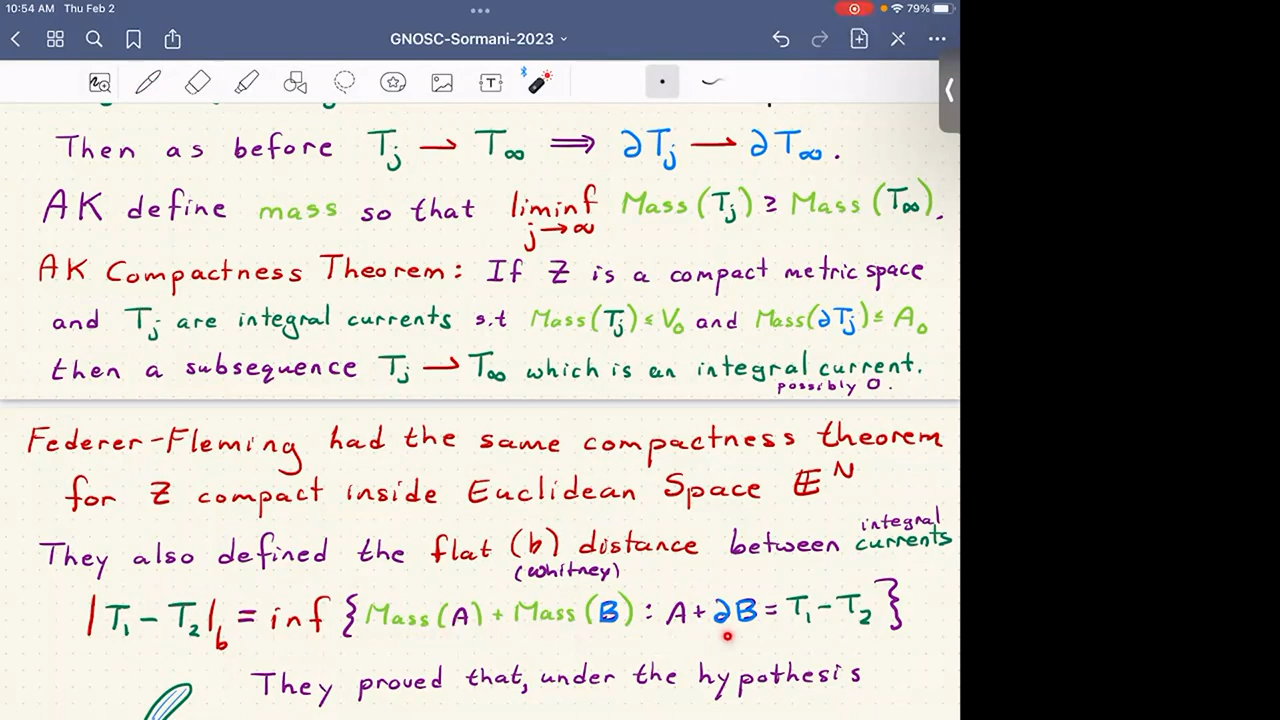 10:54 AM Thu Feb 2
79%
GNOSC-Sormani-2023
T
Then as before Tⱼ → T∞ ⟹ ∂Tⱼ → ∂T∞.
AK define mass so that liminf Mass(Tⱼ) ≥ Mass(T∞).
j→∞
AK Compactness Theorem: If Z is a compact metric space
and Tⱼ are integral currents s.t Mass(Tⱼ) ≤ V₀ and Mass(∂Tⱼ) ≤ A₀
then a subsequence Tⱼ → T∞ which is an integral current.
possibly 0.
Federer-Fleming had the same compactness theorem
for Z compact inside Euclidean Space 𝔼ᴺ
They also defined the flat (b) distance between integral currents
(Whitney)
|T₁ - T₂|b = inf {Mass(A) + Mass(B) : A + ∂B = T₁ - T₂}
They proved that, under the hypothesis